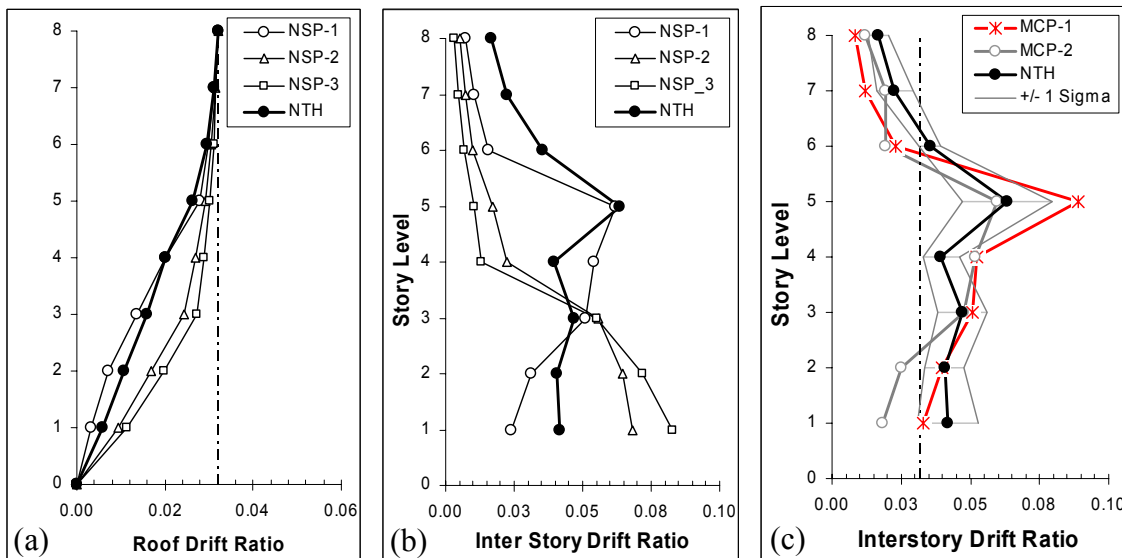 8
7
6
5
4
3
2
1
0
0.00
0.02
0.04
0.06
NSP-1
NSP-2
NSP-3
NTH
(a)
Roof Drift Ratio
Story Level
8
7
6
5
4
3
2
1
0
0.00
0.03
0.05
0.08
0.10
NSP-1
NSP-2
NSP_3
NTH
(b)
Inter Story Drift Ratio
Story Level
8
7
6
5
4
3
2
1
0
0.00
0.03
0.05
0.08
0.10
MCP-1
MCP-2
NTH
+/- 1 Sigma
(c)
Interstory Drift Ratio